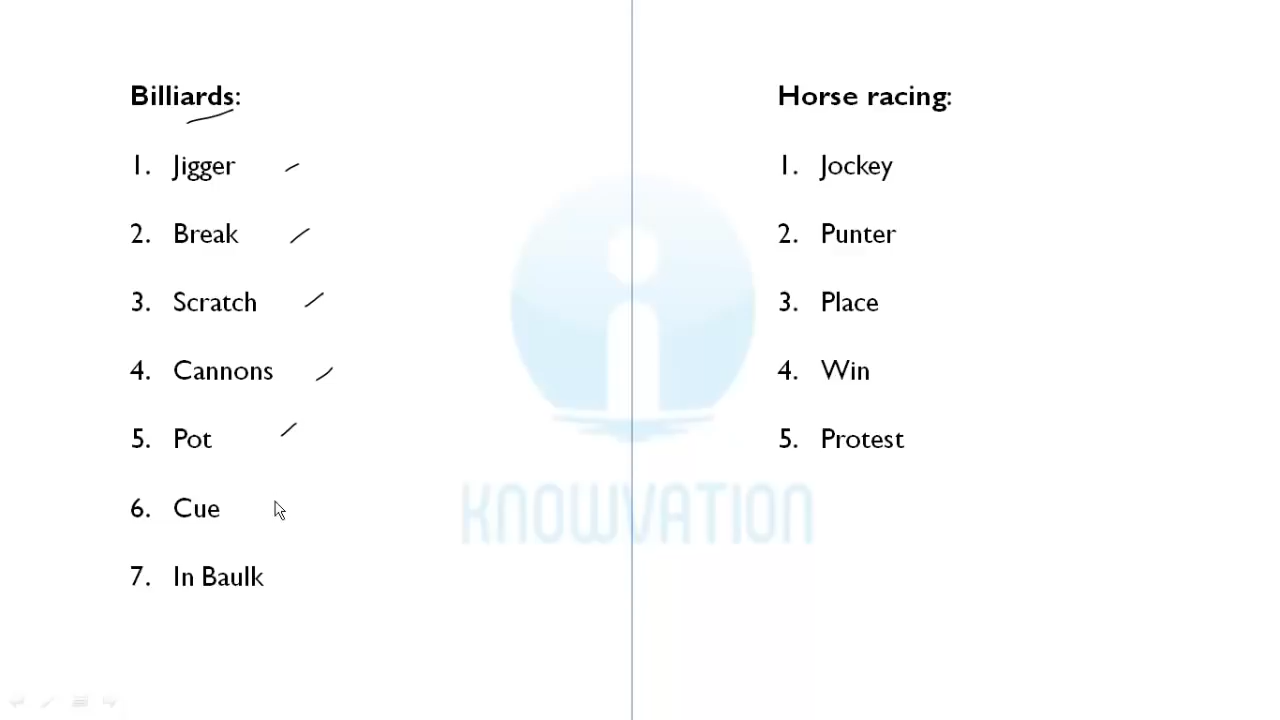 Billiards:
1. Jigger
2. Break
3. Scratch
4. Cannons
5. Pot
6. Cue
7. In Baulk
Horse racing:
1. Jockey
2. Punter
3. Place
4. Win
5. Protest
KNOWVATION